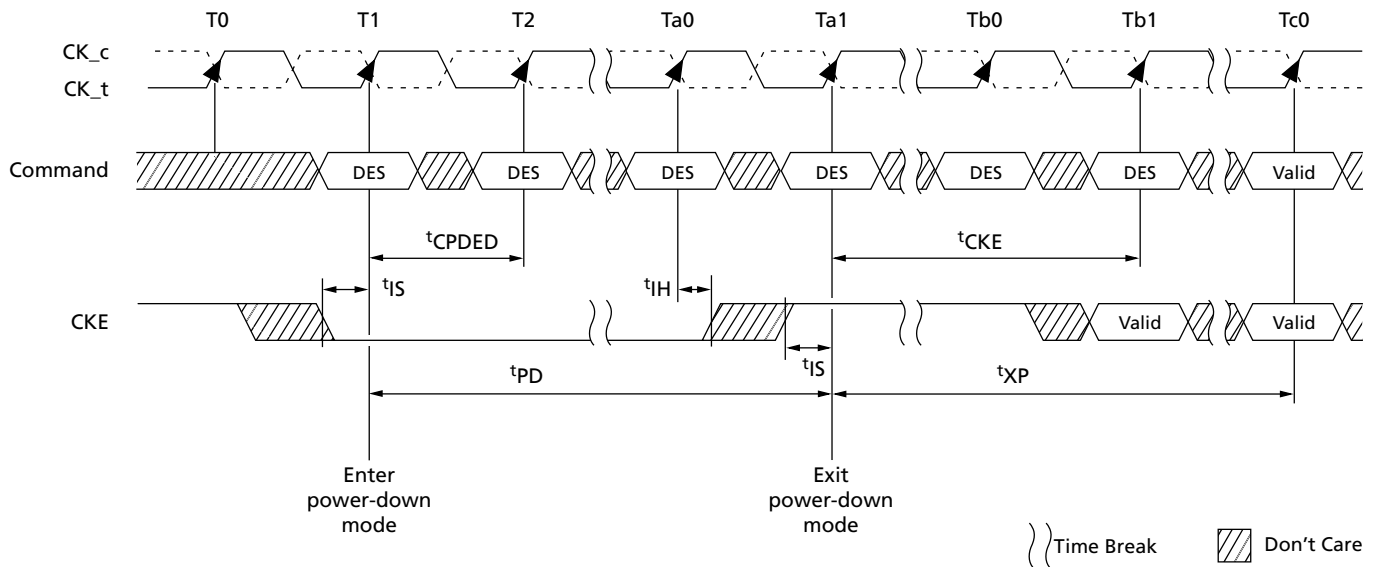 T0 T1 T2 Ta0 Ta1 Tb0 Tb1 Tc0
CK_c
CK_t
Command DES DES DES DES DES DES Valid
tCPDED tCKE
tIS tIH
CKE Valid Valid
tIS
tPD tXP
Enter
power-down
mode
Exit
power-down
mode
Time Break Don't Care